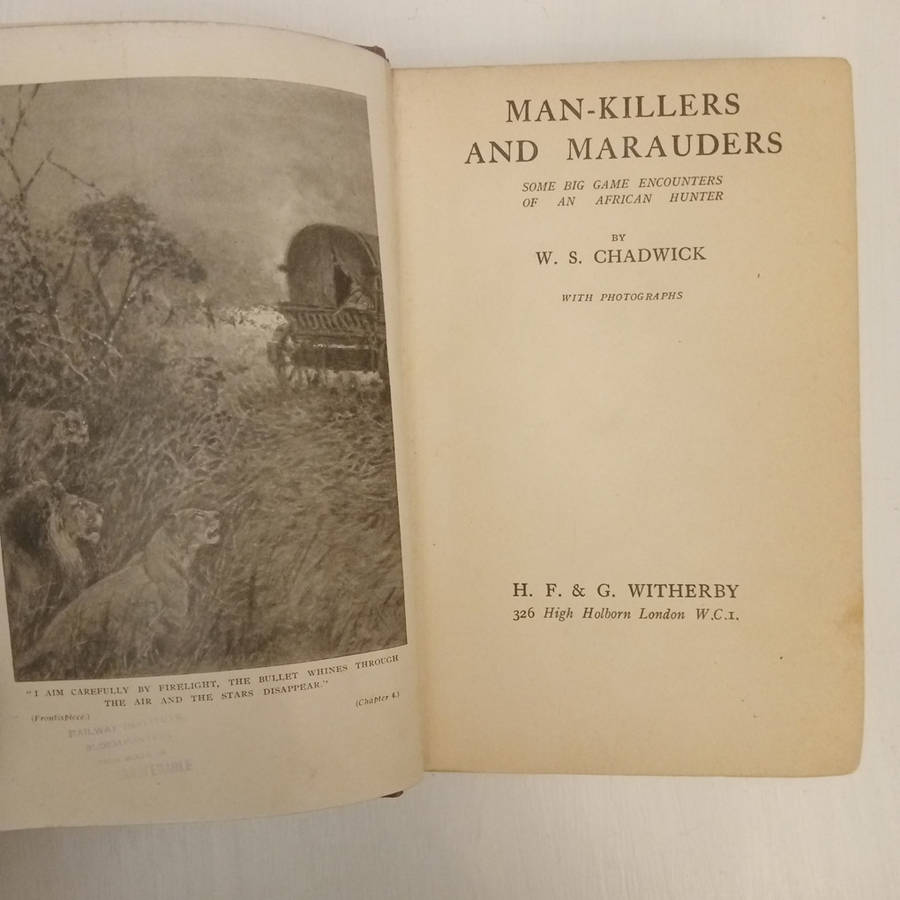 "I AIM CAREFULLY BY FIRELIGHT, THE BULLET WHINES THROUGH
THE AIR AND THE STARS DISAPPEAR."
(Frontispiece.)
(Chapter 4.)
RAILWAY INSTITUTE
MAN-KILLERS
AND MARAUDERS
SOME BIG GAME ENCOUNTERS
OF AN AFRICAN HUNTER
BY
W. S. CHADWICK
WITH PHOTOGRAPHS
H. F. & G. WITHERBY
326 High Holborn London W.C.1.